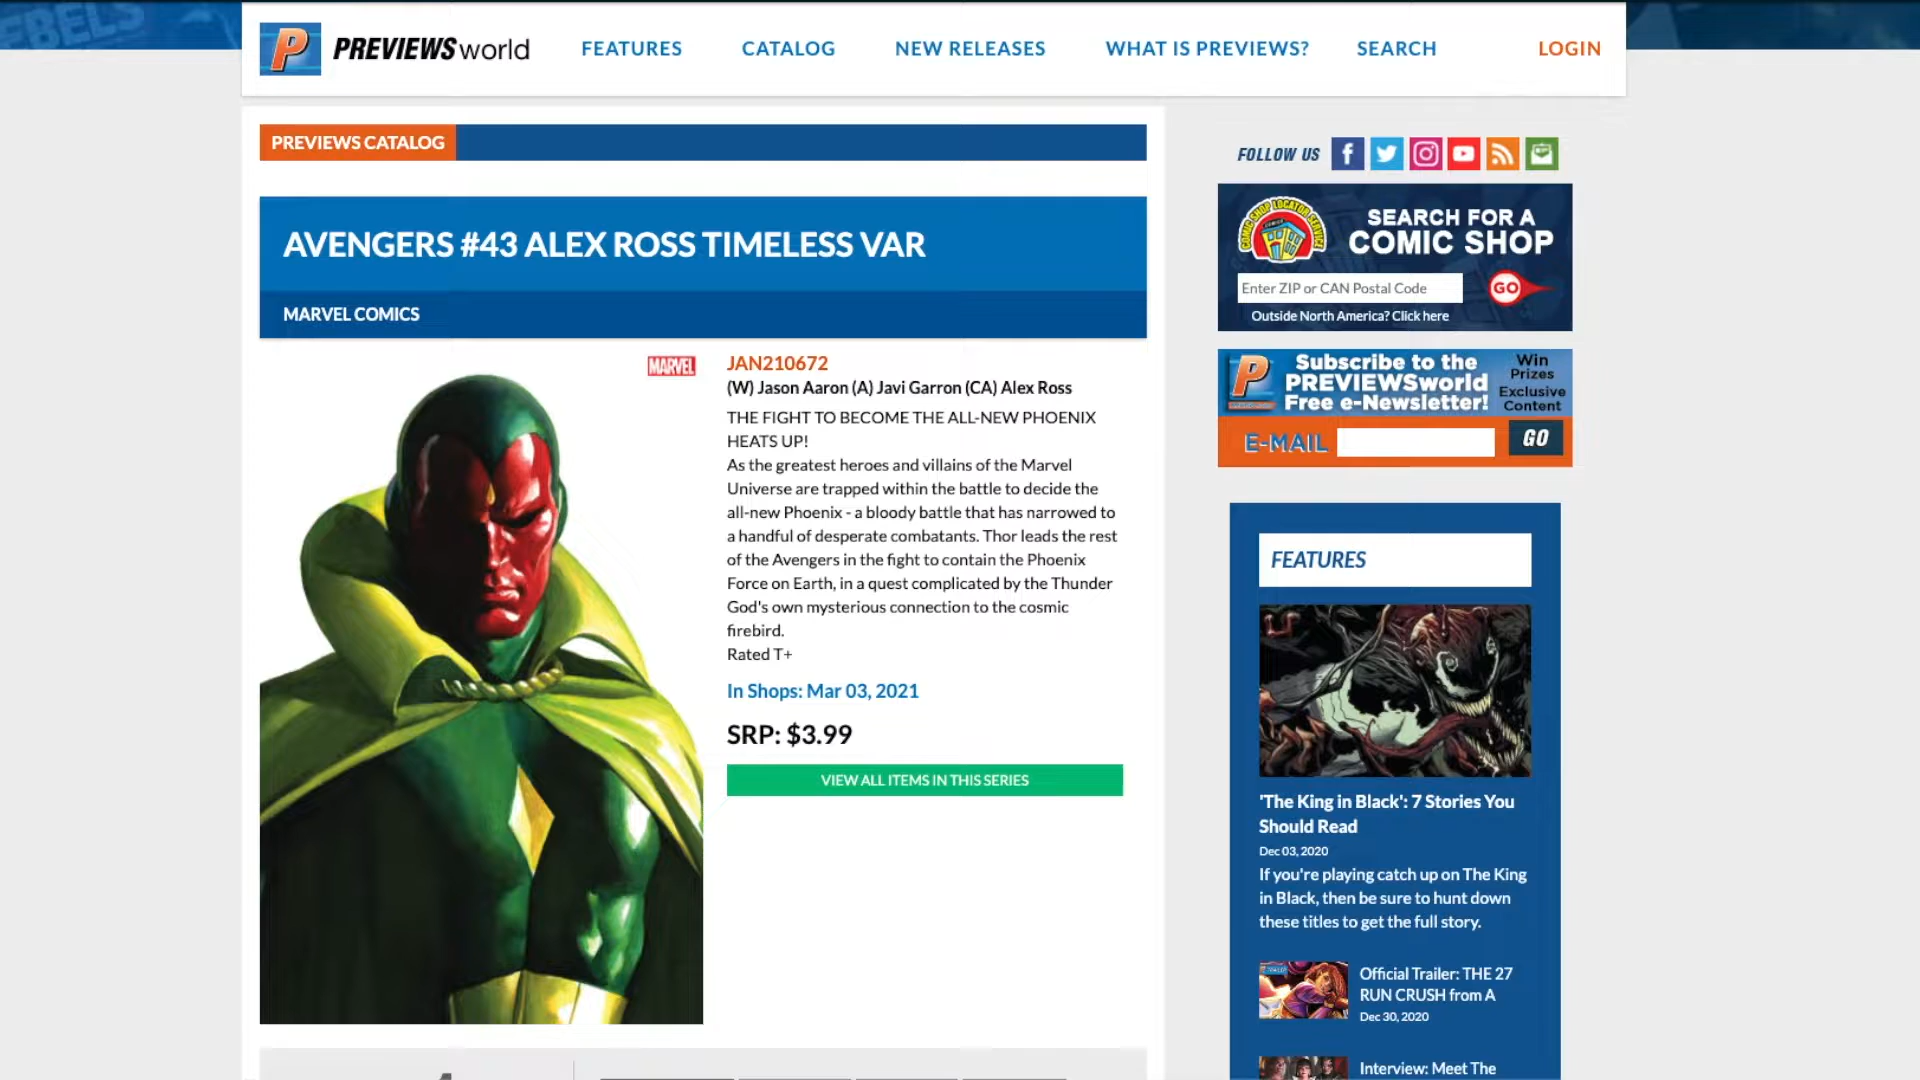 EBELS
P PREVIEWSworld
FEATURES
CATALOG
NEW RELEASES
WHAT IS PREVIEWS?
SEARCH
LOGIN
PREVIEWS CATALOG
AVENGERS #43 ALEX ROSS TIMELESS VAR
MARVEL COMICS
MARVEL
JAN210672
(W) Jason Aaron (A) Javi Garron (CA) Alex Ross
THE FIGHT TO BECOME THE ALL-NEW PHOENIX
HEATS UP!
As the greatest heroes and villains of the Marvel
Universe are trapped within the battle to decide the
all-new Phoenix - a bloody battle that has narrowed to
a handful of desperate combatants. Thor leads the rest
of the Avengers in the fight to contain the Phoenix
Force on Earth, in a quest complicated by the Thunder
God's own mysterious connection to the cosmic
firebird.
Rated T+
In Shops: Mar 03, 2021
SRP: $3.99
VIEW ALL ITEMS IN THIS SERIES
FOLLOW US
COMIC SHOP LOCATOR SERVICE
SEARCH FOR A
COMIC SHOP
Enter ZIP or CAN Postal Code
GO
Outside North America? Click here
P
Subscribe to the
PREVIEWSworld
Free e-Newsletter!
Win
Prizes
Exclusive
Content
E-MAIL
GO
FEATURES
'The King in Black': 7 Stories You
Should Read
Dec 03, 2020
If you're playing catch up on The King
in Black, then be sure to hunt down
these titles to get the full story.
Official Trailer: THE 27
RUN CRUSH from A
Dec 30, 2020
Interview: Meet The